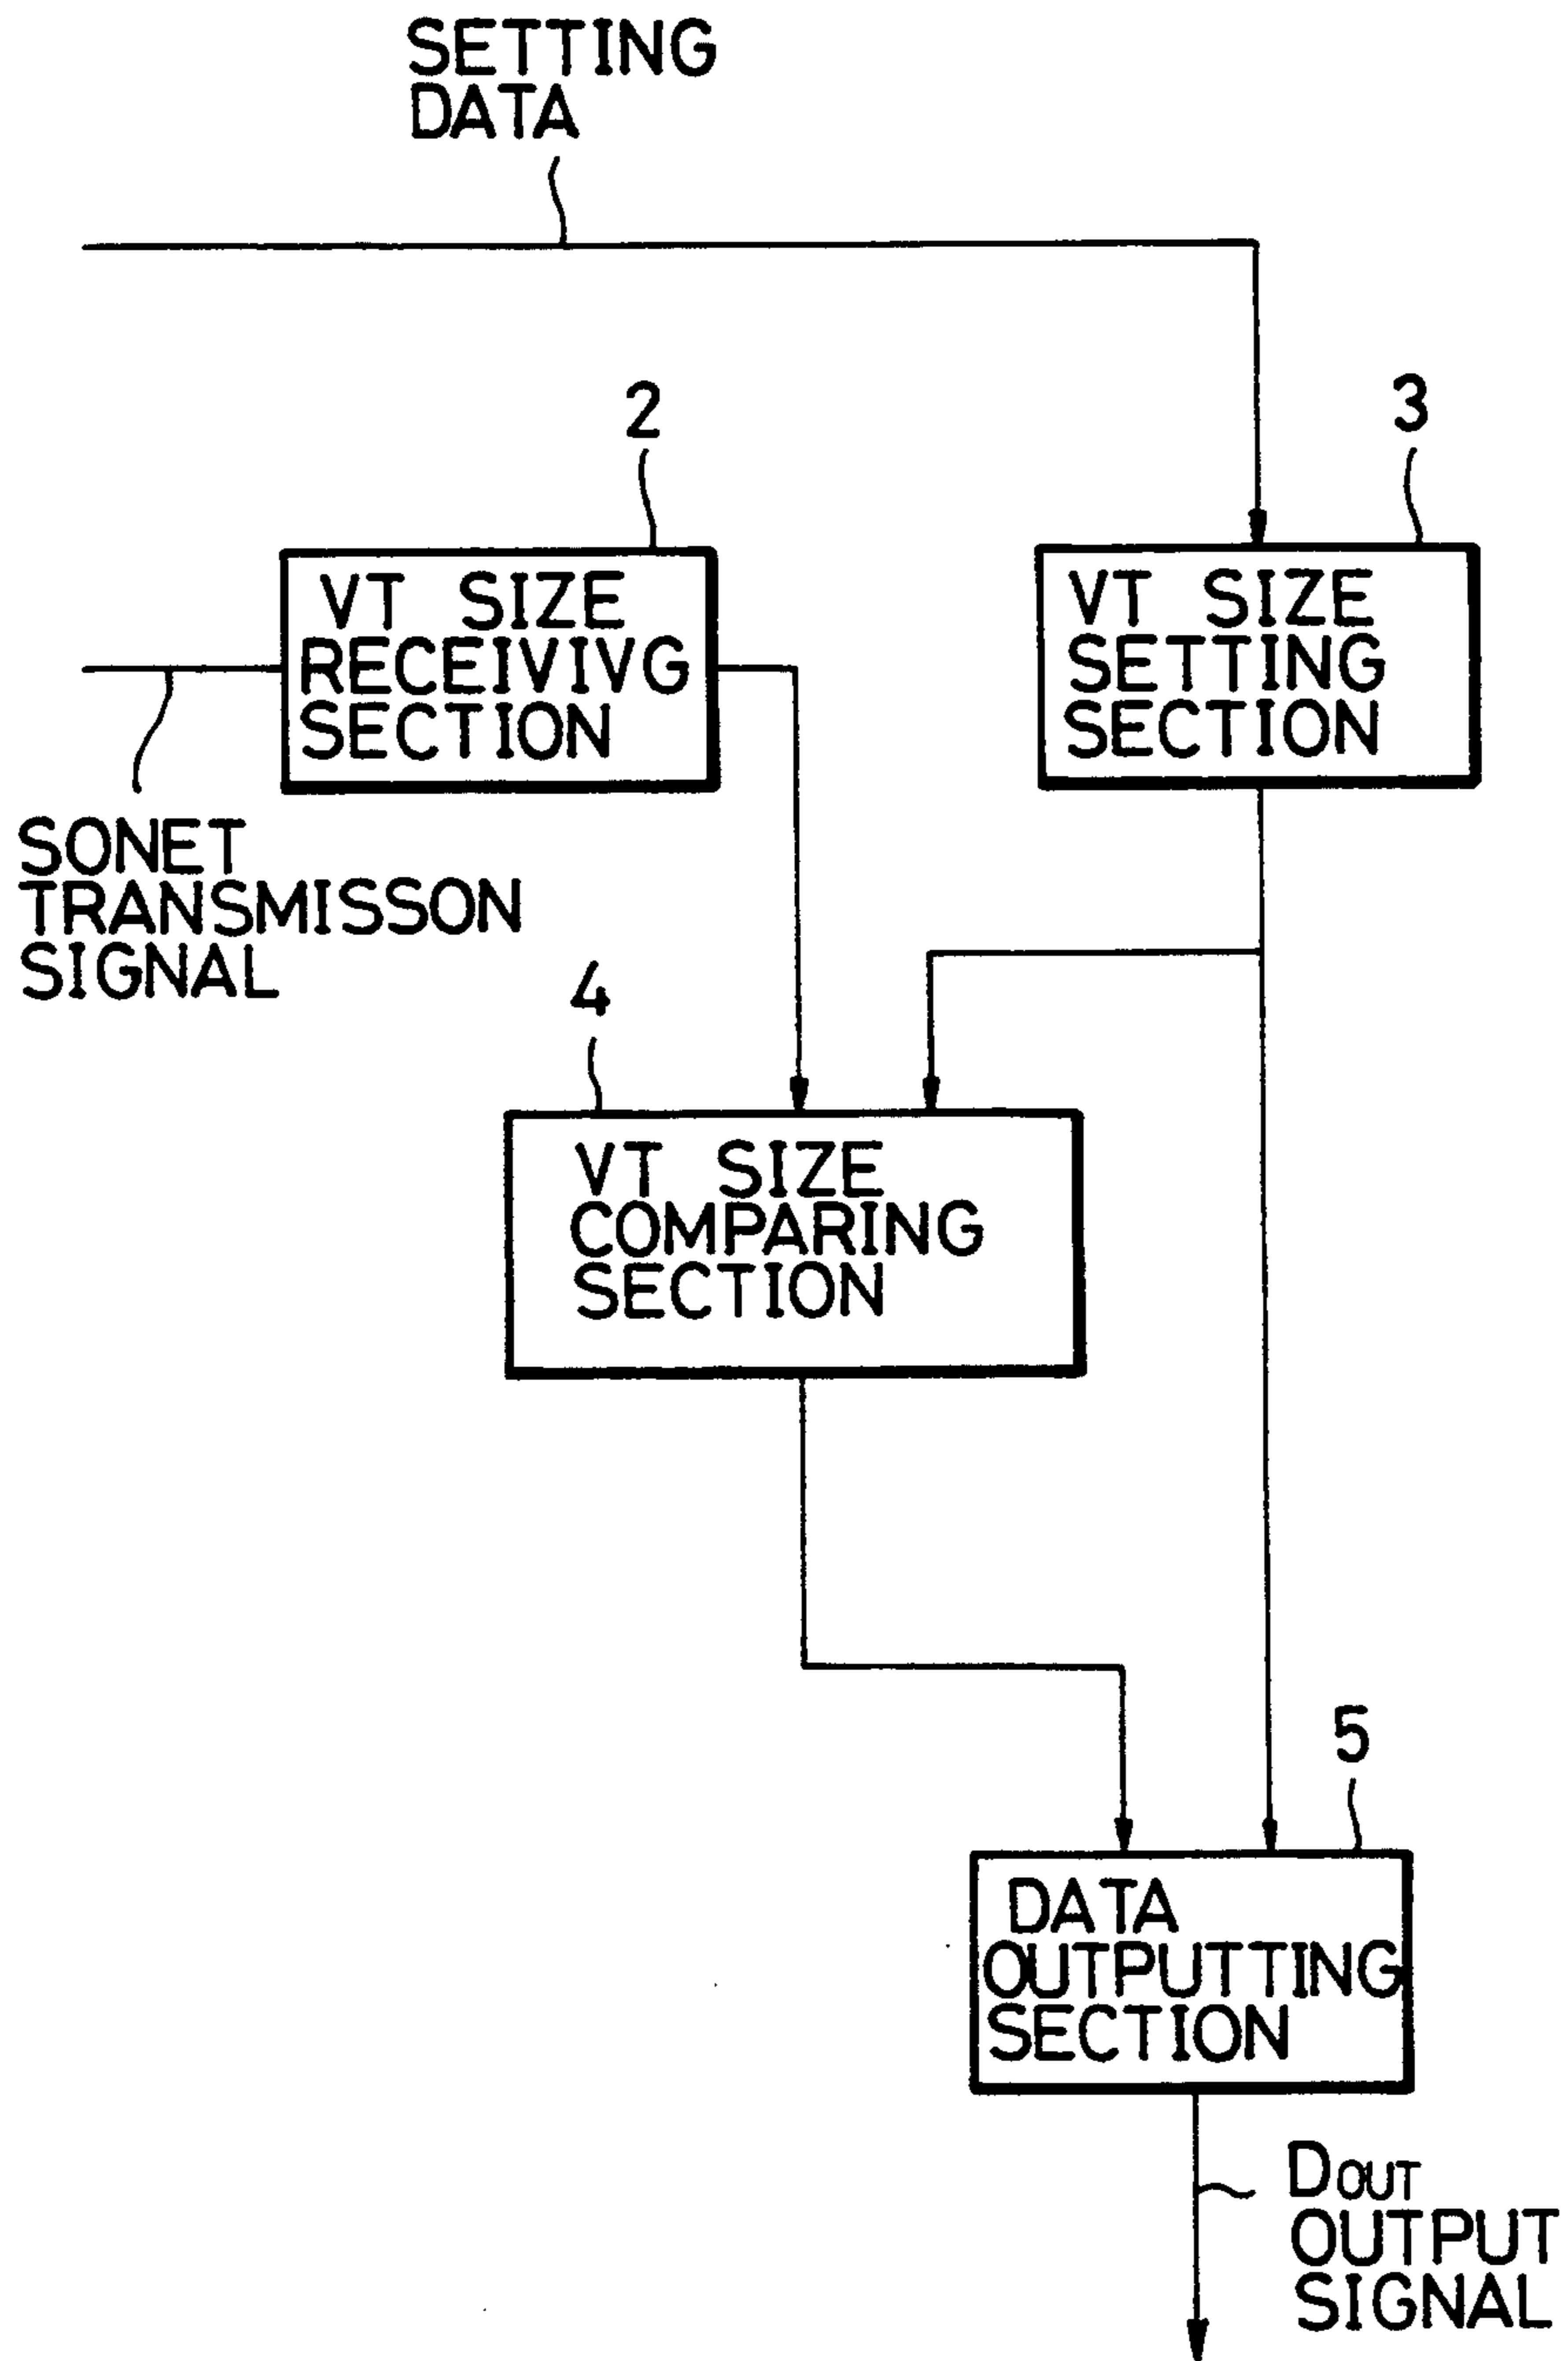 SETTING
DATA
2
3
VT SIZE
RECEIVIVG
SECTION
VT SIZE
SETTING
SECTION
SONET
TRANSMISSON
SIGNAL
4
VT SIZE
COMPARING
SECTION
5
DATA
OUTPUTTING
SECTION
DOUT
OUTPUT
SIGNAL